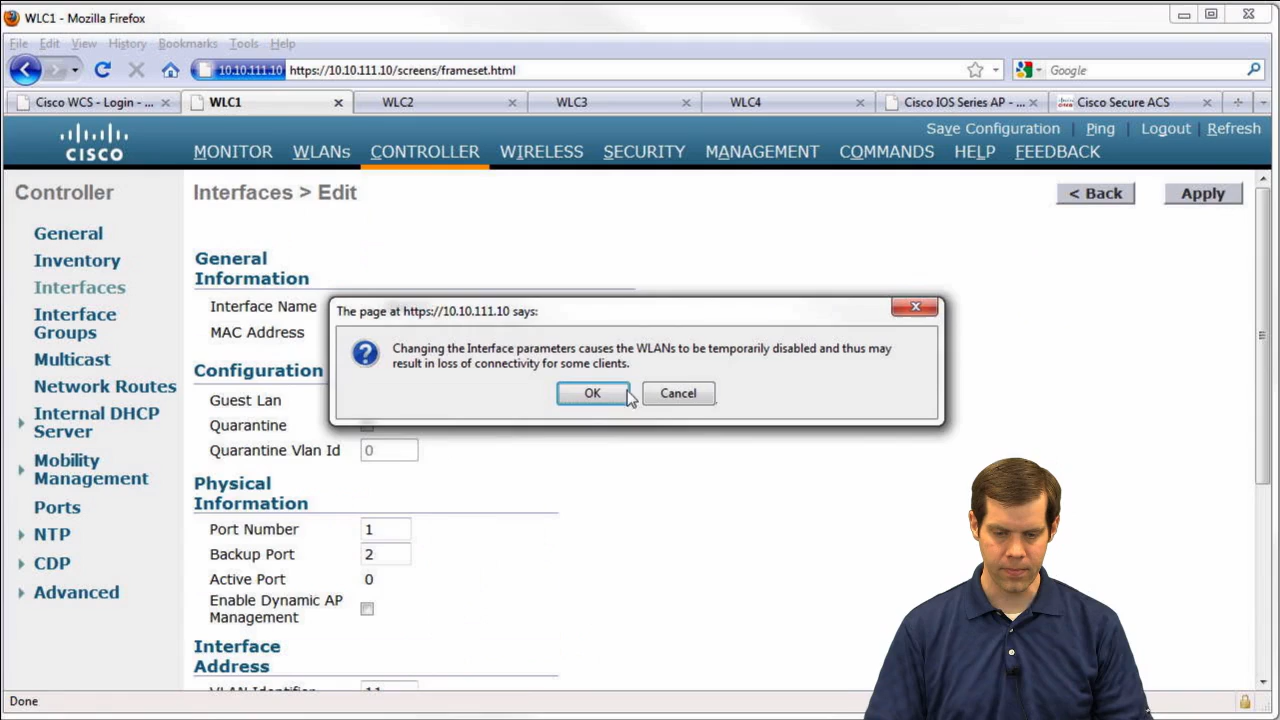 WLC1 - Mozilla Firefox
File Edit View History Bookmarks Tools Help
10.10.111.10 https://10.10.111.10/screens/frameset.html
Google
Cisco WCS - Login - ...
WLC1
WLC2
WLC3
WLC4
Cisco IOS Series AP - ...
Cisco Secure ACS
Save Configuration Ping Logout Refresh
CISCO
MONITOR WLANs CONTROLLER WIRELESS SECURITY MANAGEMENT COMMANDS HELP FEEDBACK
Controller
General
Inventory
Interfaces
Interface
Groups
Multicast
Network Routes
Internal DHCP
Server
Mobility
Management
Ports
NTP
CDP
Advanced
Interfaces > Edit
< Back
Apply
General
Information
Interface Name
MAC Address
Configuration
Guest Lan
Quarantine
Quarantine Vlan Id 0
Physical
Information
Port Number 1
Backup Port 2
Active Port 0
Enable Dynamic AP
Management
Interface
Address
VLAN Identifier 11
The page at https://10.10.111.10 says:
Changing the Interface parameters causes the WLANs to be temporarily disabled and thus may
result in loss of connectivity for some clients.
OK
Cancel
Done